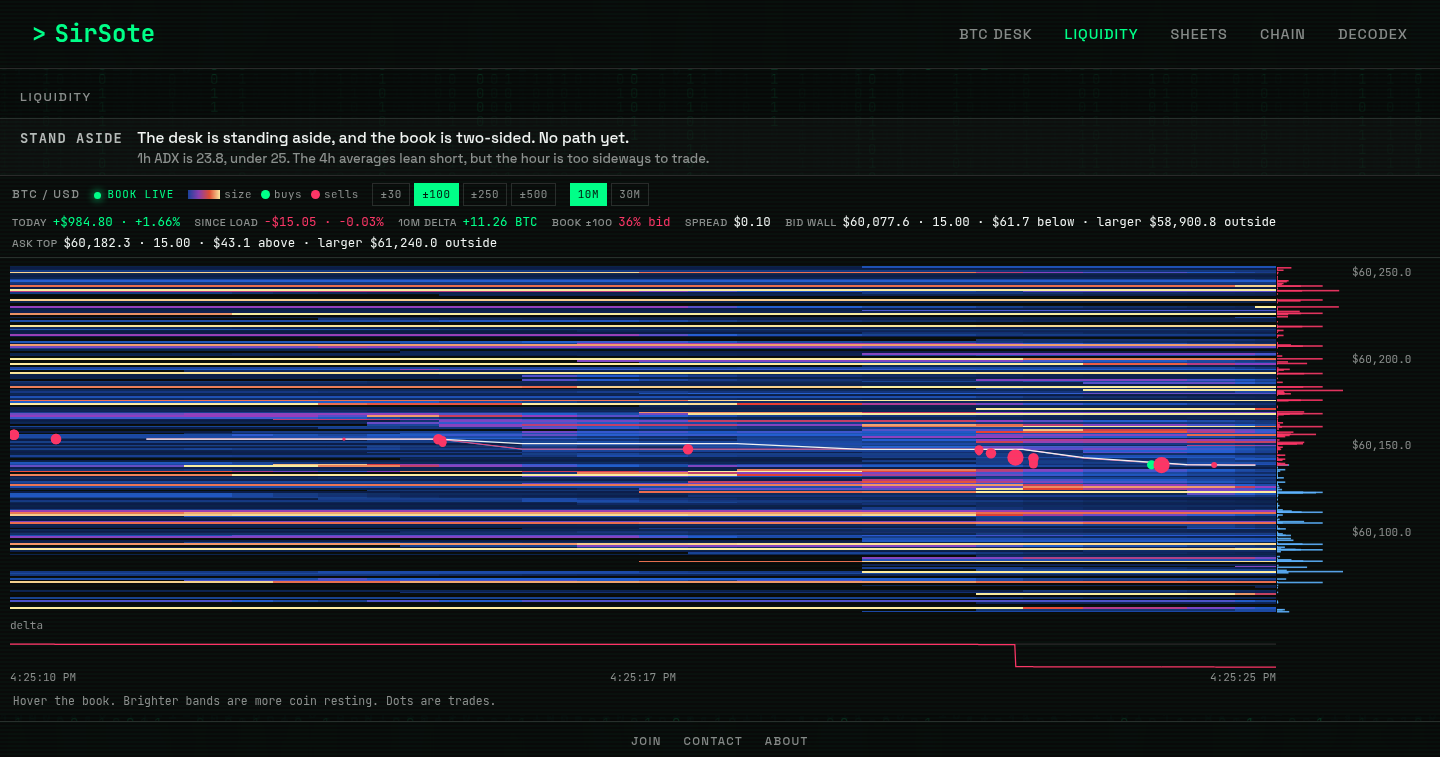 > SirSote
BTC DESK LIQUIDITY SHEETS CHAIN DECODEX
LIQUIDITY
STAND ASIDE The desk is standing aside, and the book is two-sided. No path yet.
1h ADX is 23.8, under 25. The 4h averages lean short, but the hour is too sideways to trade.
BTC / USD BOOK LIVE size buys sells ±30 ±100 ±250 ±500 10M 30M
TODAY +$984.80 · +1.66% SINCE LOAD -$15.05 · -0.03% 10M DELTA +11.26 BTC BOOK ±100 36% bid SPREAD $0.10 BID WALL $60,077.6 · 15.00 · $61.7 below · larger $58,900.8 outside
ASK TOP $60,182.3 · 15.00 · $43.1 above · larger $61,240.0 outside
$60,250.0
$60,200.0
$60,150.0
$60,100.0
delta
4:25:10 PM 4:25:17 PM 4:25:25 PM
Hover the book. Brighter bands are more coin resting. Dots are trades.
JOIN CONTACT ABOUT